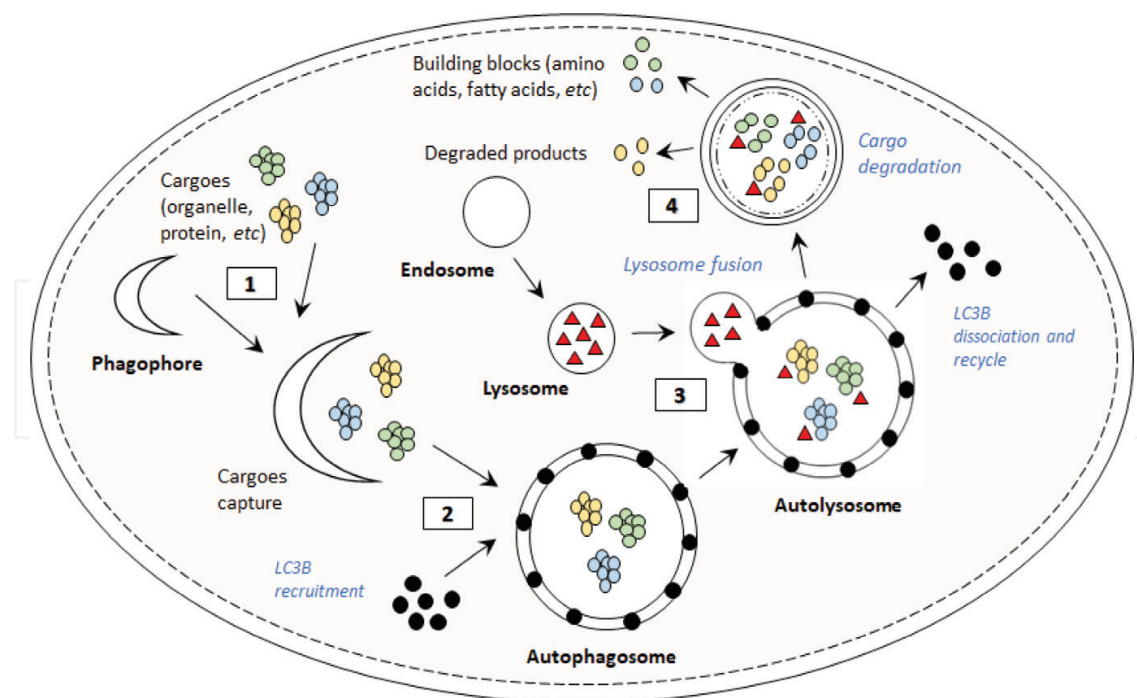 Building blocks (amino
acids, fatty acids, etc)
Degraded products
Cargo
degradation
4
Cargoes
(organelle,
protein, etc)
1
Endosome
Lysosome fusion
LC3B
dissociation and
recycle
Phagophore
Lysosome
3
Cargoes
capture
2
Autolysosome
LC3B
recruitment
Autophagosome